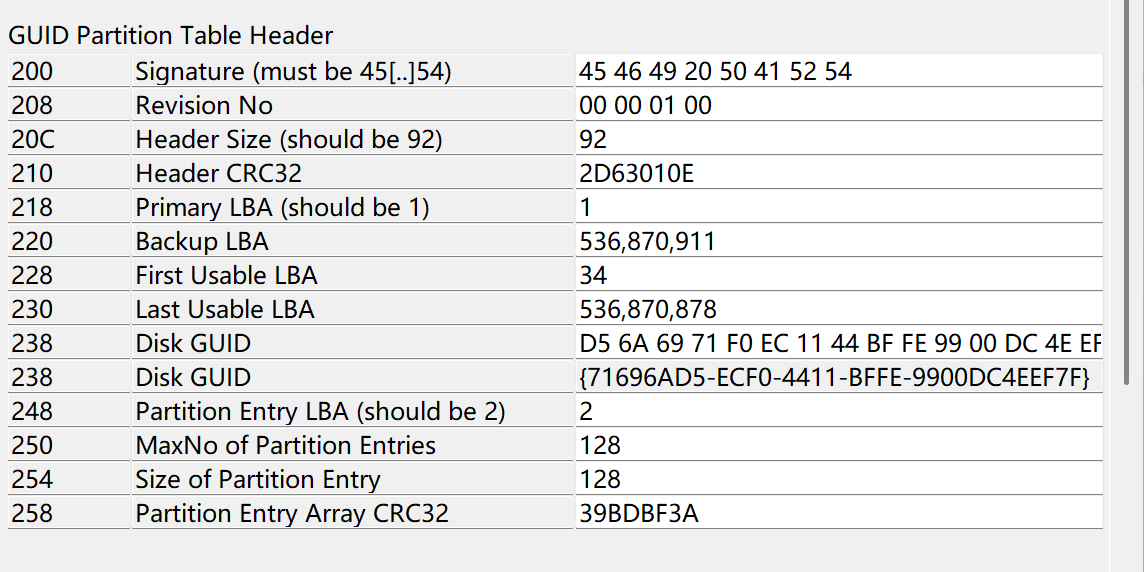 GUID Partition Table Header
200 Signature (must be 45[..]54) 45 46 49 20 50 41 52 54
208 Revision No 00 00 01 00
20C Header Size (should be 92) 92
210 Header CRC32 2D63010E
218 Primary LBA (should be 1) 1
220 Backup LBA 536,870,911
228 First Usable LBA 34
230 Last Usable LBA 536,870,878
238 Disk GUID D5 6A 69 71 F0 EC 11 44 BF FE 99 00 DC 4E EF
238 Disk GUID {71696AD5-ECF0-4411-BFFE-9900DC4EEF7F}
248 Partition Entry LBA (should be 2) 2
250 MaxNo of Partition Entries 128
254 Size of Partition Entry 128
258 Partition Entry Array CRC32 39BDBF3A